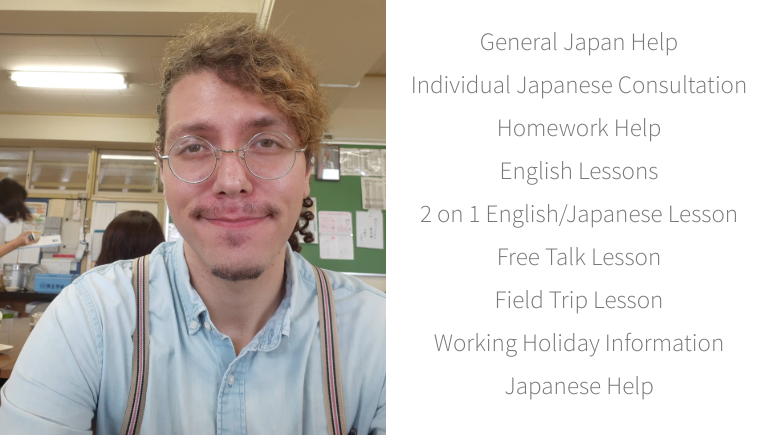 General Japan Help
Individual Japanese Consultation
Homework Help
English Lessons
2 on 1 English/Japanese Lesson
Free Talk Lesson
Field Trip Lesson
Working Holiday Information
Japanese Help